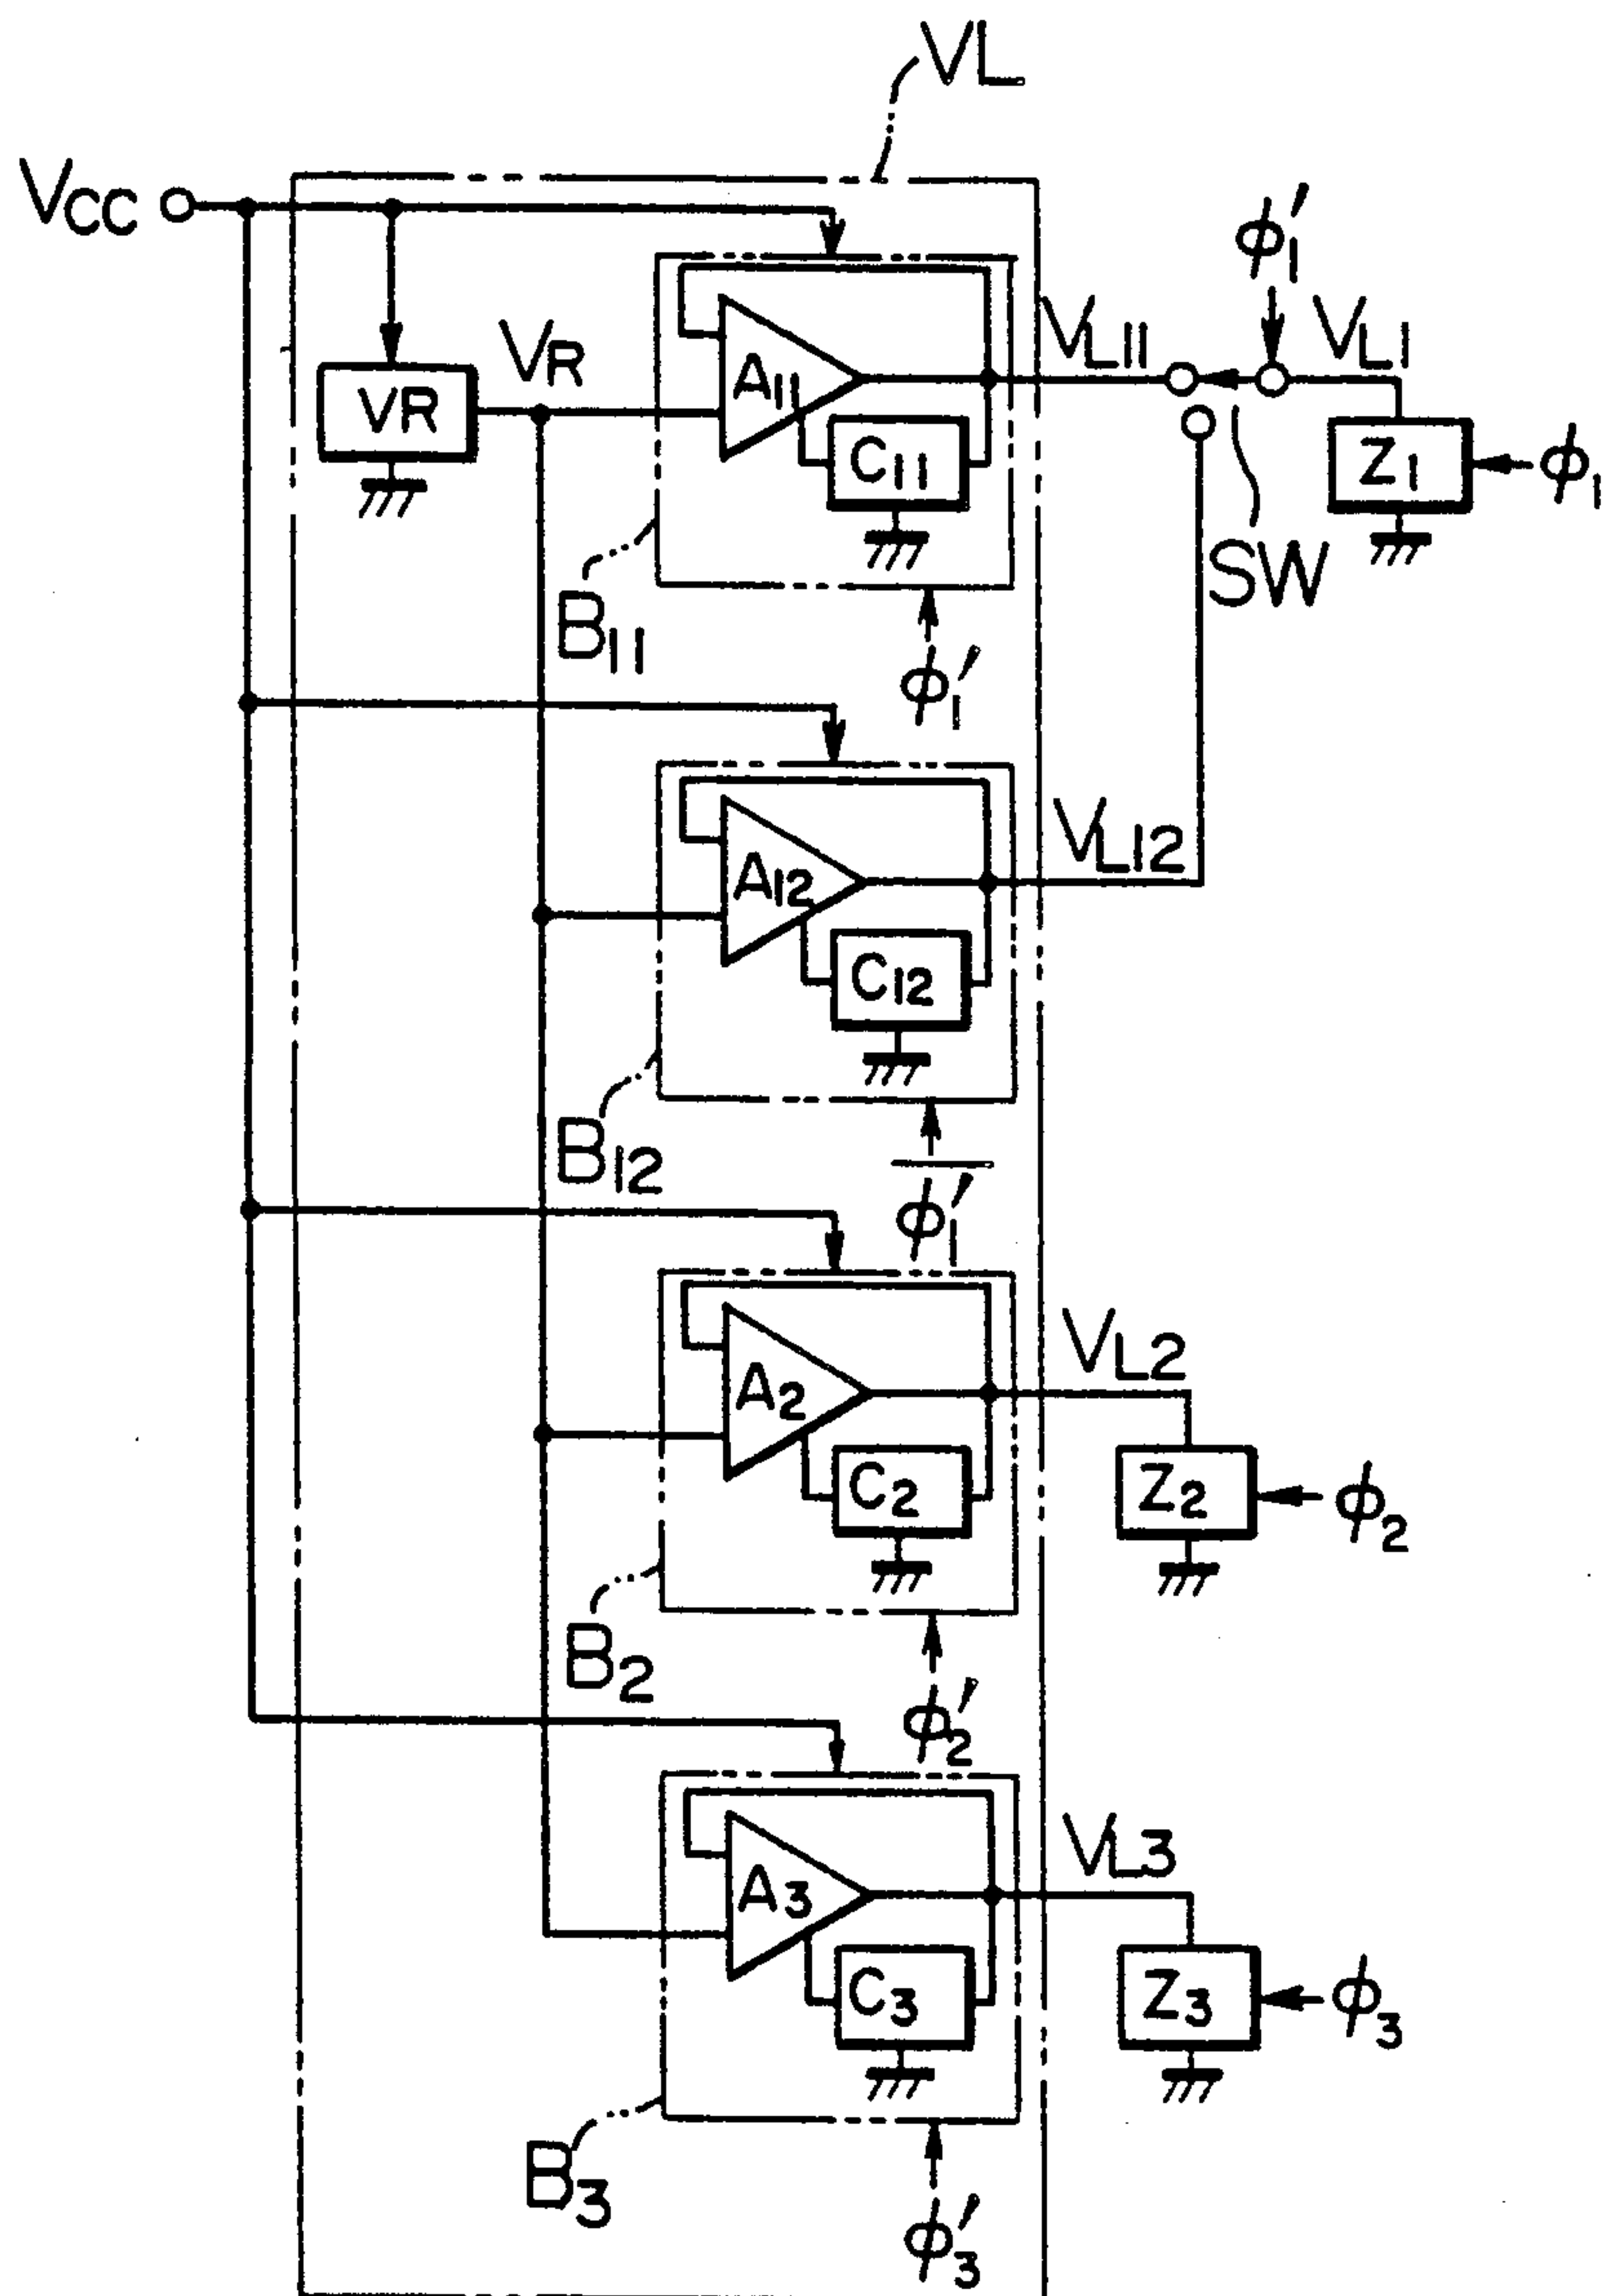 VL
VCC
ϕ1'
VR
VL11
VL1
VR
A11
C11
Z1
ϕ1
SW
B11
ϕ1'
VL12
A12
C12
B12
ϕ1'
VL2
A2
C2
Z2
ϕ2
B2
ϕ2'
VL3
A3
C3
Z3
ϕ3
B3
ϕ3'